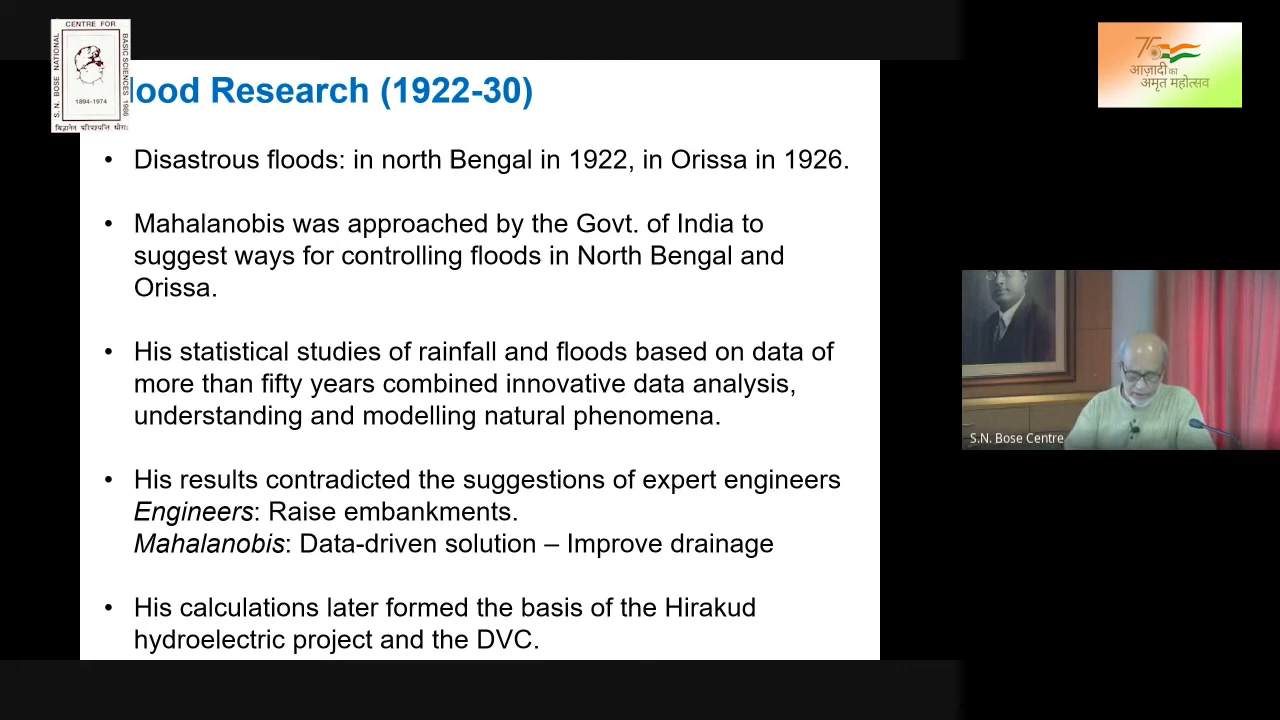 CENTRE FOR
S. N. BOSE NATIONAL
BASIC SCIENCES 1986
1894-1974
75
आज़ादी का
अमृत महोत्सव
ood Research (1922-30)
• Disastrous floods: in north Bengal in 1922, in Orissa in 1926.
• Mahalanobis was approached by the Govt. of India to
suggest ways for controlling floods in North Bengal and
Orissa.
• His statistical studies of rainfall and floods based on data of
more than fifty years combined innovative data analysis,
understanding and modelling natural phenomena.
• His results contradicted the suggestions of expert engineers
Engineers: Raise embankments.
Mahalanobis: Data-driven solution – Improve drainage
• His calculations later formed the basis of the Hirakud
hydroelectric project and the DVC.
S.N. Bose Centre